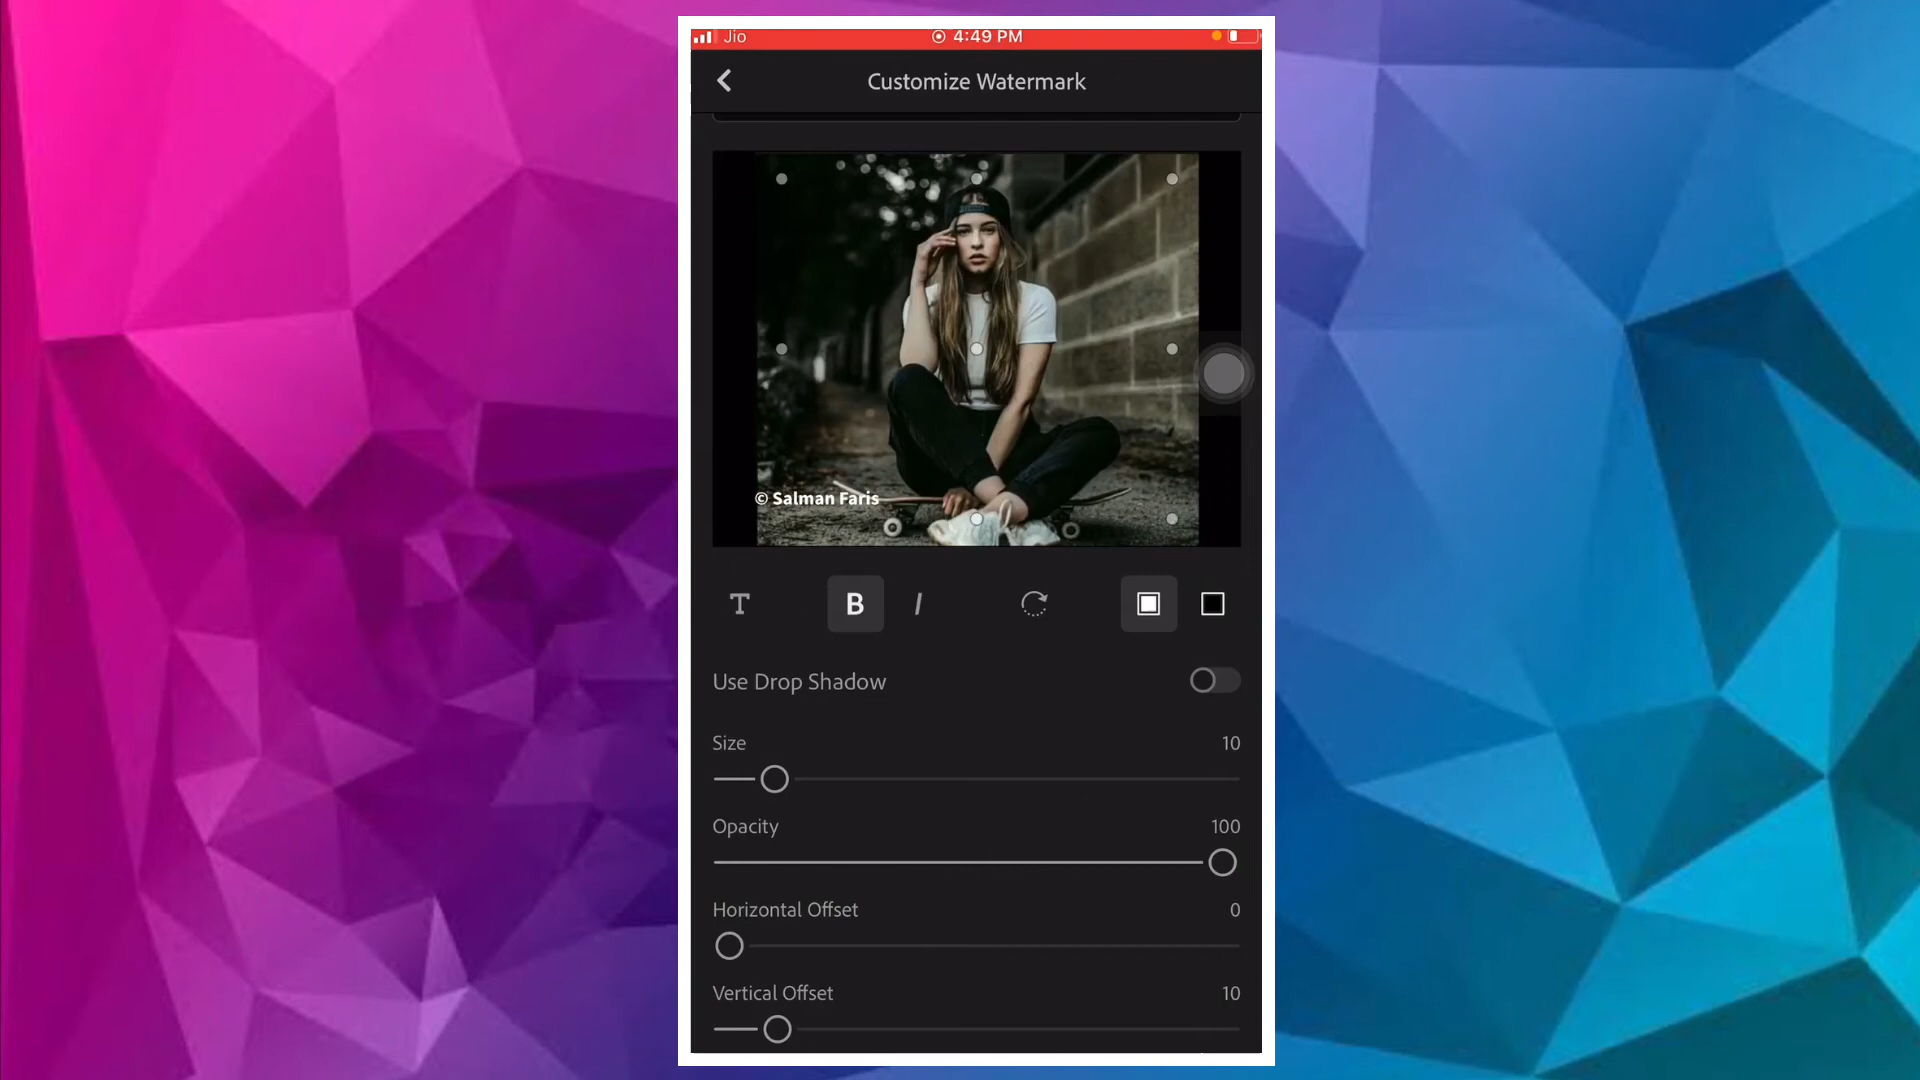 Jio 4:49 PM
Customize Watermark
© Salman Faris
T B I
Use Drop Shadow
Size 10
Opacity 100
Horizontal Offset 0
Vertical Offset 10